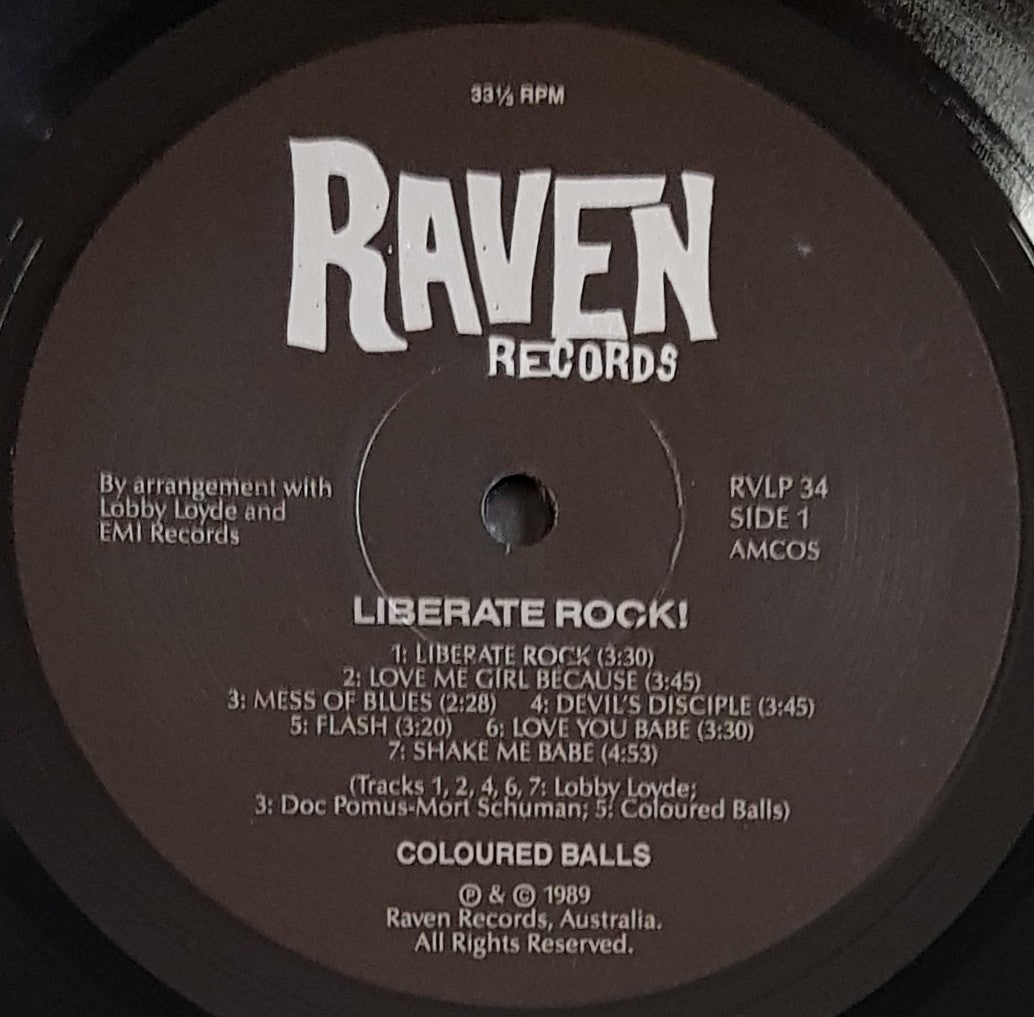 33⅓ RPM
RAVEN
RECORDS
By arrangement with
Lobby Loyde and
EMI Records
RVLP 34
SIDE 1
AMCOS
LIBERATE ROCK!
1: LIBERATE ROCK (3:30)
2: LOVE ME GIRL BECAUSE (3:45)
3: MESS OF BLUES (2:28) 4: DEVIL'S DISCIPLE (3:45)
5: FLASH (3:20) 6: LOVE YOU BABE (3:30)
7: SHAKE ME BABE (4:53)
(Tracks 1, 2, 4, 6, 7: Lobby Loyde;
3: Doc Pomus-Mort Schuman; 5: Coloured Balls)
COLOURED BALLS
℗ & © 1989
Raven Records, Australia.
All Rights Reserved.